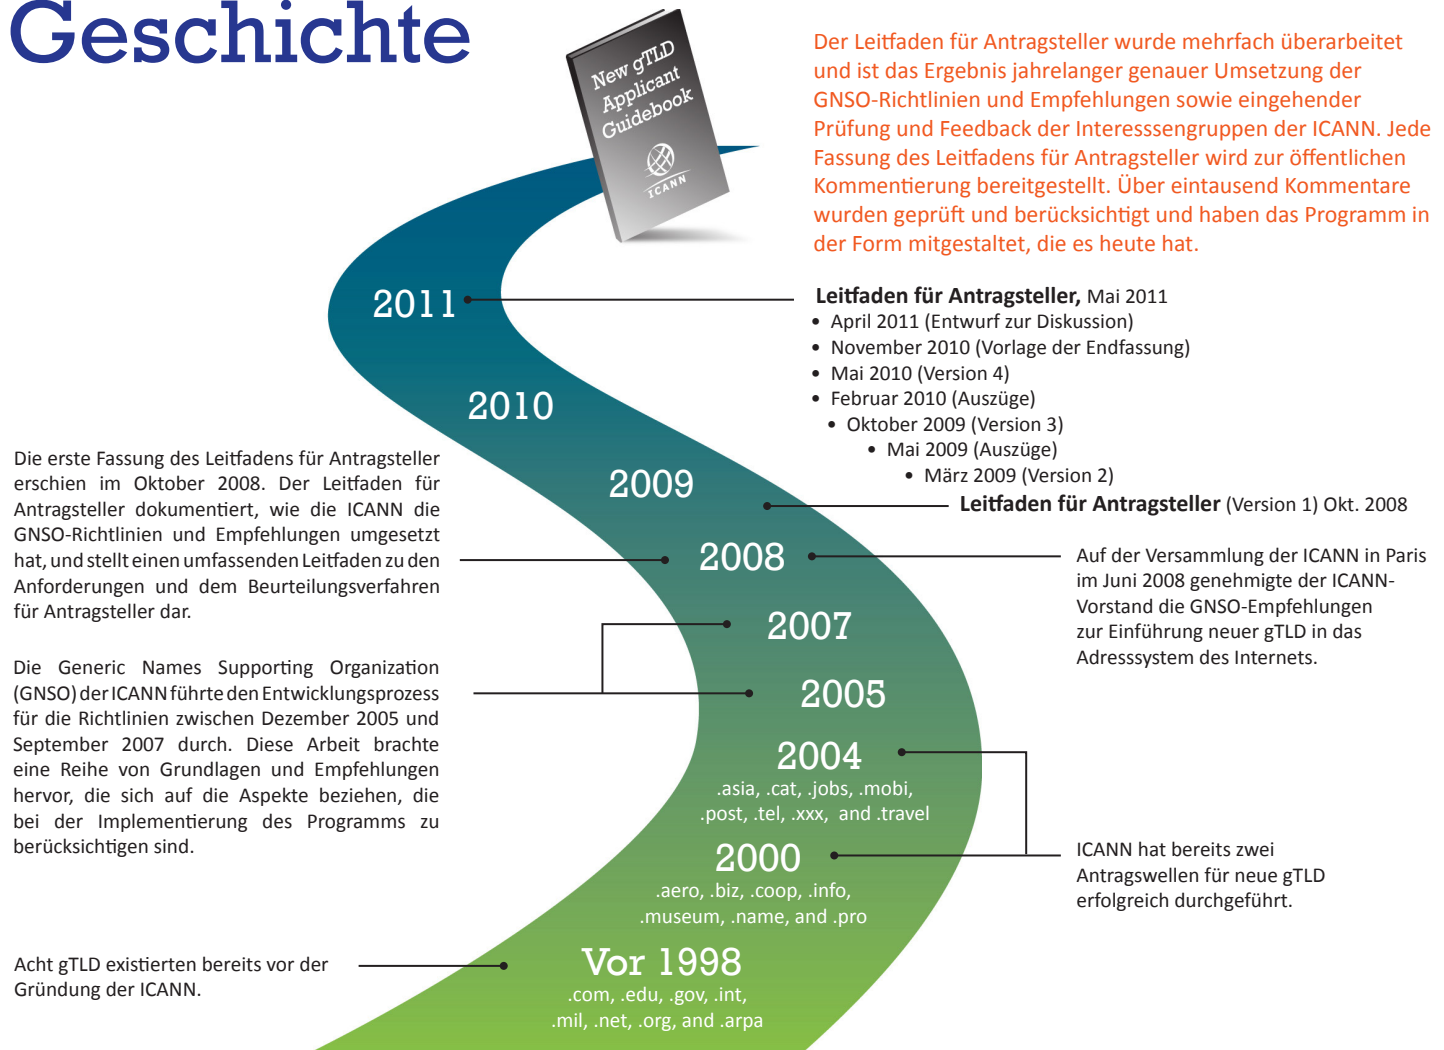 Geschichte
New gTLD
Applicant
Guidebook
ICANN
Der Leitfaden für Antragsteller wurde mehrfach überarbeitet
und ist das Ergebnis jahrelanger genauer Umsetzung der
GNSO-Richtlinien und Empfehlungen sowie eingehender
Prüfung und Feedback der Interesssengruppen der ICANN. Jede
Fassung des Leitfadens für Antragsteller wird zur öffentlichen
Kommentierung bereitgestellt. Über eintausend Kommentare
wurden geprüft und berücksichtigt und haben das Programm in
der Form mitgestaltet, die es heute hat.
2011
Leitfaden für Antragsteller, Mai 2011
• April 2011 (Entwurf zur Diskussion)
• November 2010 (Vorlage der Endfassung)
• Mai 2010 (Version 4)
• Februar 2010 (Auszüge)
• Oktober 2009 (Version 3)
• Mai 2009 (Auszüge)
• März 2009 (Version 2)
Leitfaden für Antragsteller (Version 1) Okt. 2008
2010
2009
Die erste Fassung des Leitfadens für Antragsteller
erschien im Oktober 2008. Der Leitfaden für
Antragsteller dokumentiert, wie die ICANN die
GNSO-Richtlinien und Empfehlungen umgesetzt
hat, und stellt einen umfassenden Leitfaden zu den
Anforderungen und dem Beurteilungsverfahren
für Antragsteller dar.
2008
Auf der Versammlung der ICANN in Paris
im Juni 2008 genehmigte der ICANN-
Vorstand die GNSO-Empfehlungen
zur Einführung neuer gTLD in das
Adresssystem des Internets.
2007
Die Generic Names Supporting Organization
(GNSO) der ICANN führte den Entwicklungsprozess
für die Richtlinien zwischen Dezember 2005 und
September 2007 durch. Diese Arbeit brachte
eine Reihe von Grundlagen und Empfehlungen
hervor, die sich auf die Aspekte beziehen, die
bei der Implementierung des Programms zu
berücksichtigen sind.
2005
2004
.asia, .cat, .jobs, .mobi,
.post, .tel, .xxx, and .travel
2000
.aero, .biz, .coop, .info,
.museum, .name, and .pro
ICANN hat bereits zwei
Antragswellen für neue gTLD
erfolgreich durchgeführt.
Acht gTLD existierten bereits vor der
Gründung der ICANN.
Vor 1998
.com, .edu, .gov, .int,
.mil, .net, .org, and .arpa